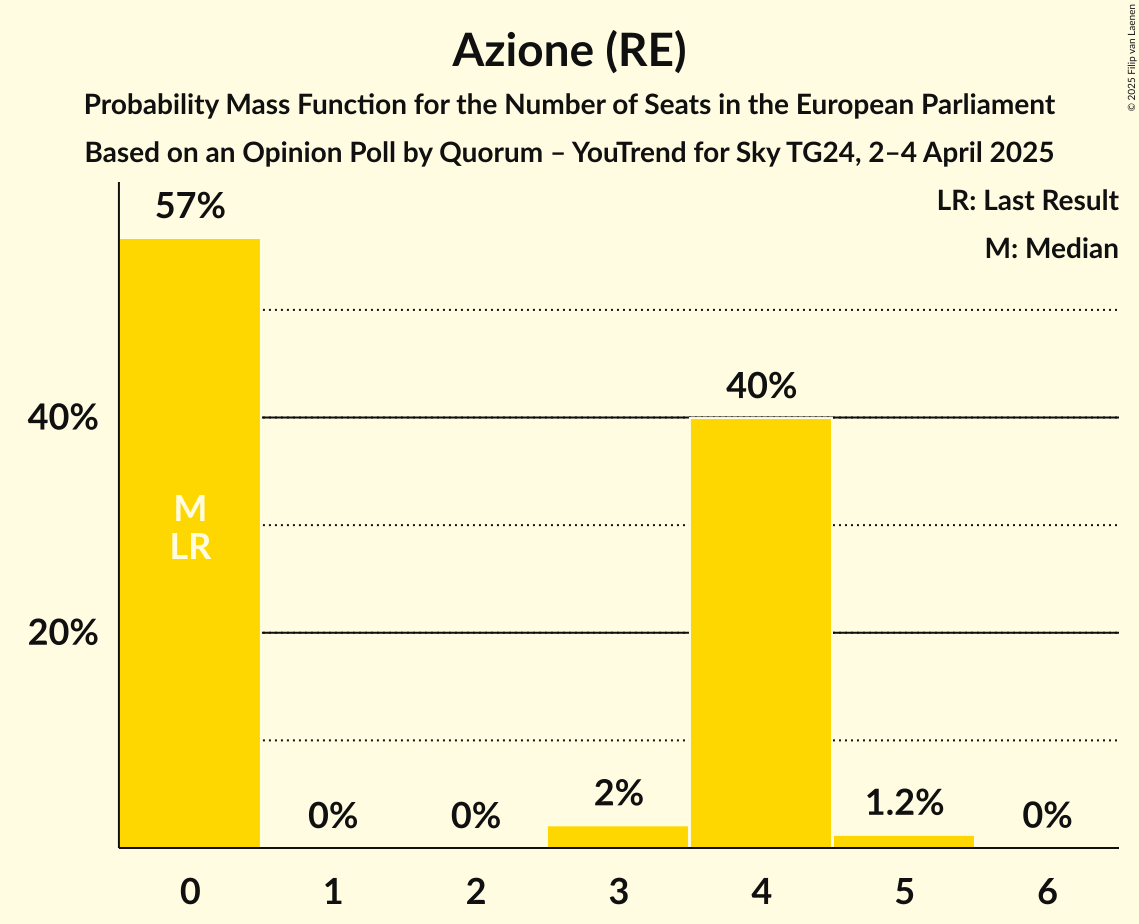 Azione (RE)
Probability Mass Function for the Number of Seats in the European Parliament
Based on an Opinion Poll by Quorum – YouTrend for Sky TG24, 2–4 April 2025
© 2025 Filip van Laenen
LR: Last Result
M: Median
57%
40%
40%
M
LR
20%
2%
1.2%
0%
0%
0%
0 1 2 3 4 5 6